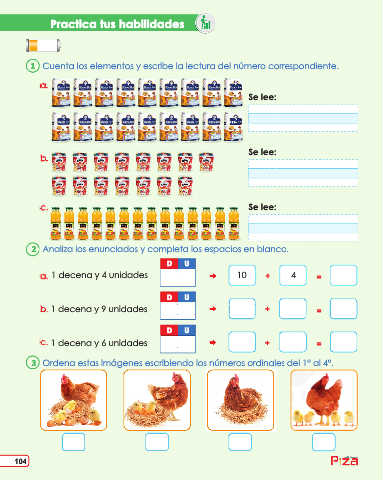 Practica tus habilidades
1 Cuenta los elementos y escribe la lectura del número correspondiente.
a.
Se lee:
b.
Se lee:
c.
Se lee:
2 Analiza los enunciados y completa los espacios en blanco.
D U
a. 1 decena y 4 unidades → 10 + 4 =
D U
b. 1 decena y 9 unidades → + =
D U
c. 1 decena y 6 unidades → + =
3 Ordena estas imágenes escribiendo los números ordinales del 1° al 4°.
104